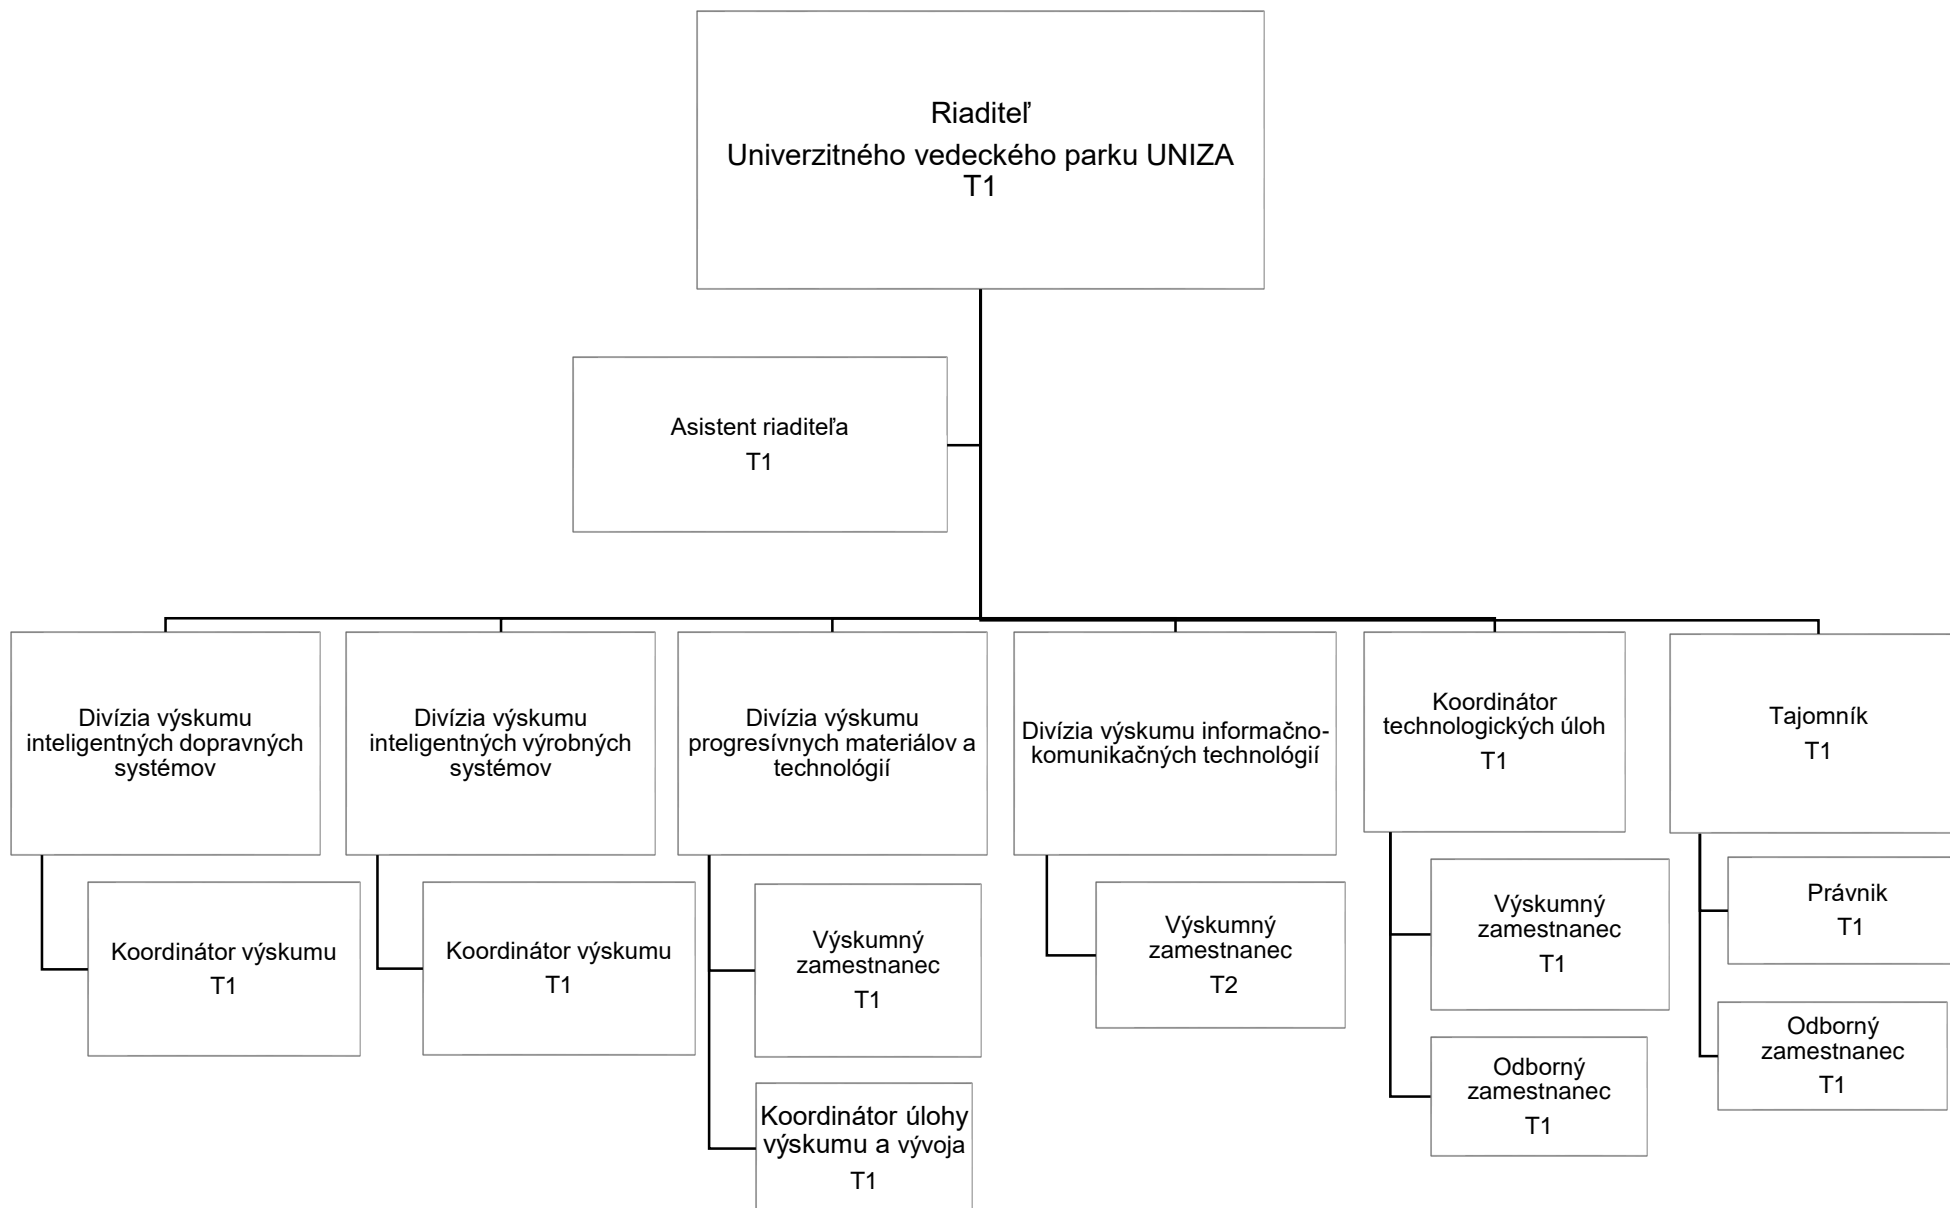 Riaditeľ
Univerzitného vedeckého parku UNIZA
T1
Asistent riaditeľa
T1
Divízia výskumu
inteligentných dopravných
systémov
Divízia výskumu
inteligentných výrobných
systémov
Divízia výskumu
progresívnych materiálov a
technológií
Divízia výskumu informačno-
komunikačných technológií
Koordinátor
technologických úloh
T1
Tajomník
T1
Koordinátor výskumu
T1
Koordinátor výskumu
T1
Výskumný
zamestnanec
T1
Koordinátor úlohy
výskumu a vývoja
T1
Výskumný
zamestnanec
T2
Výskumný
zamestnanec
T1
Odborný
zamestnanec
T1
Právnik
T1
Odborný
zamestnanec
T1